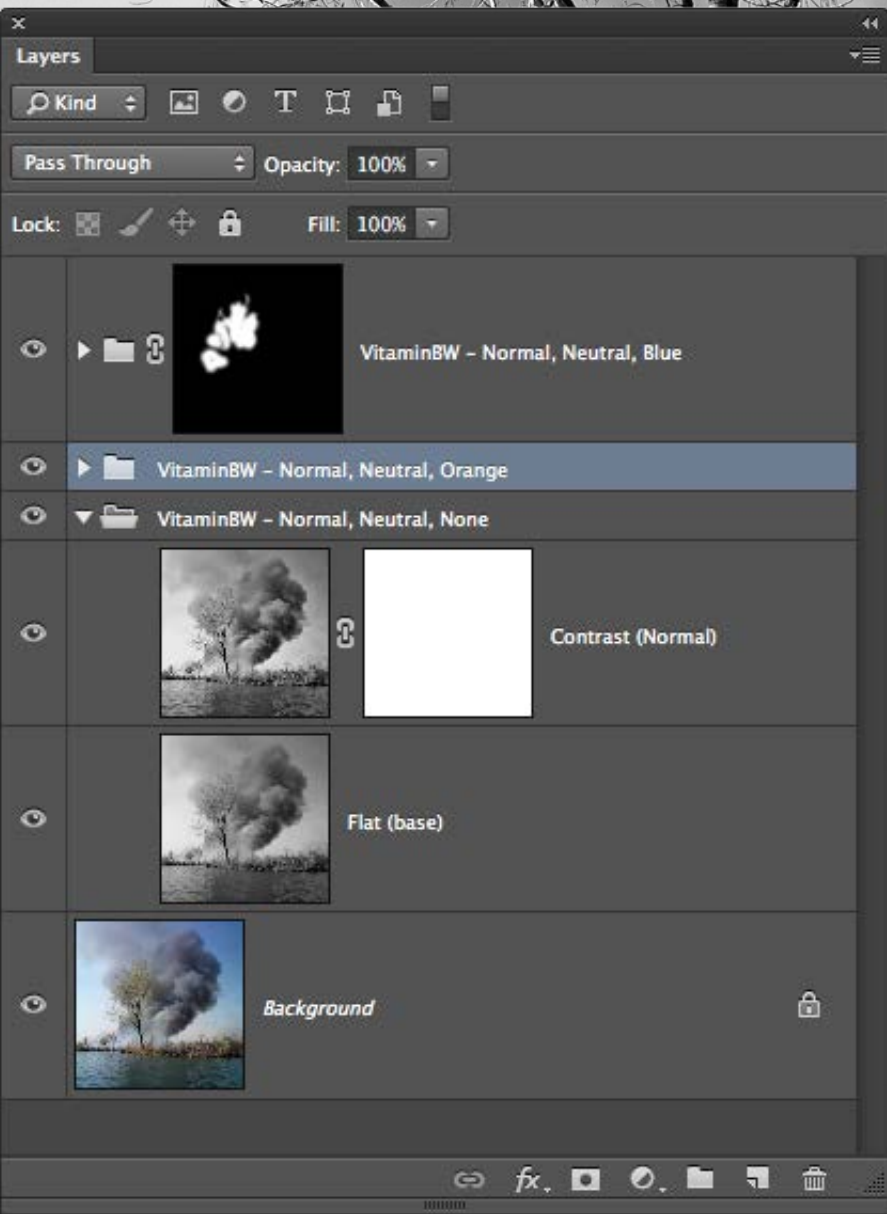 Layers
Kind
T
Pass Through Opacity: 100%
Lock: Fill: 100%
VitaminBW – Normal, Neutral, Blue
VitaminBW – Normal, Neutral, Orange
VitaminBW – Normal, Neutral, None
Contrast (Normal)
Flat (base)
Background
fx.